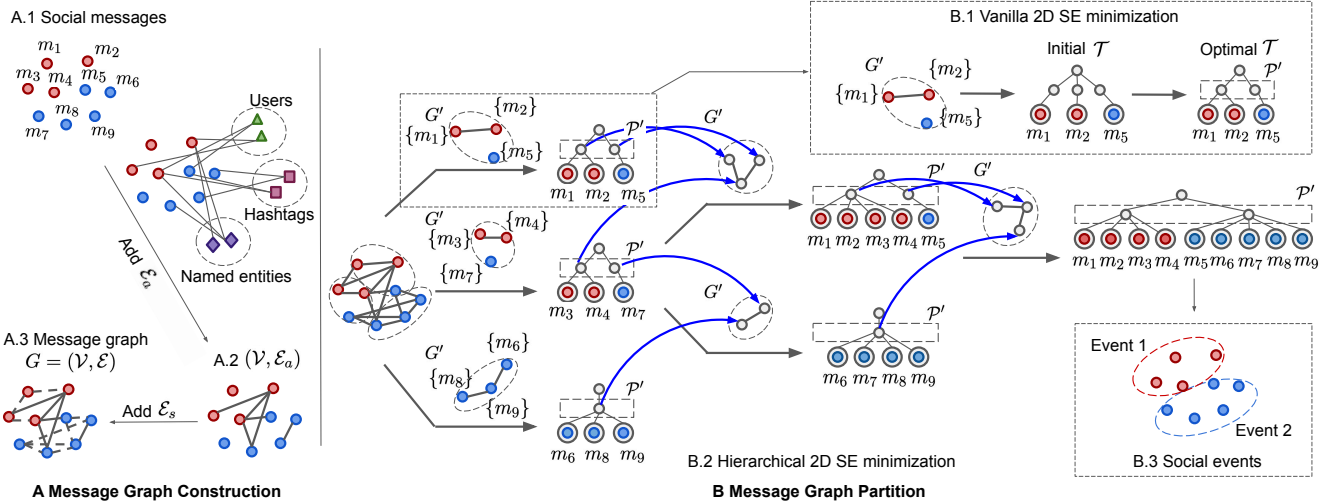 A.1 Social messages
m₁
m₂
m₃ m₄ m₅ m₆
m₇ m₈ m₉
Users
Hashtags
Named entities
Add 𝓔ₐ
A.3 Message graph
G = (𝒱, 𝓔)
A.2 (𝒱, 𝓔ₐ)
Add 𝓔ₛ
A Message Graph Construction
G′
{m₁}
{m₂}
{m₅}
𝒫′
m₁ m₂ m₅
G′
G′
{m₃}
{m₄}
{m₇}
𝒫′
m₃ m₄ m₇
G′
G′
{m₈}
{m₆}
{m₉}
𝒫′
m₆ m₈ m₉
B.1 Vanilla 2D SE minimization
G′
{m₁}
{m₂}
{m₅}
Initial 𝒯
m₁ m₂ m₅
Optimal 𝒯
𝒫′
m₁ m₂ m₅
𝒫′
m₁ m₂ m₃ m₄ m₅
G′
𝒫′
m₆ m₇ m₈ m₉
𝒫′
m₁ m₂ m₃ m₄ m₅ m₆ m₇ m₈ m₉
Event 1
Event 2
B.3 Social events
B.2 Hierarchical 2D SE minimization
B Message Graph Partition